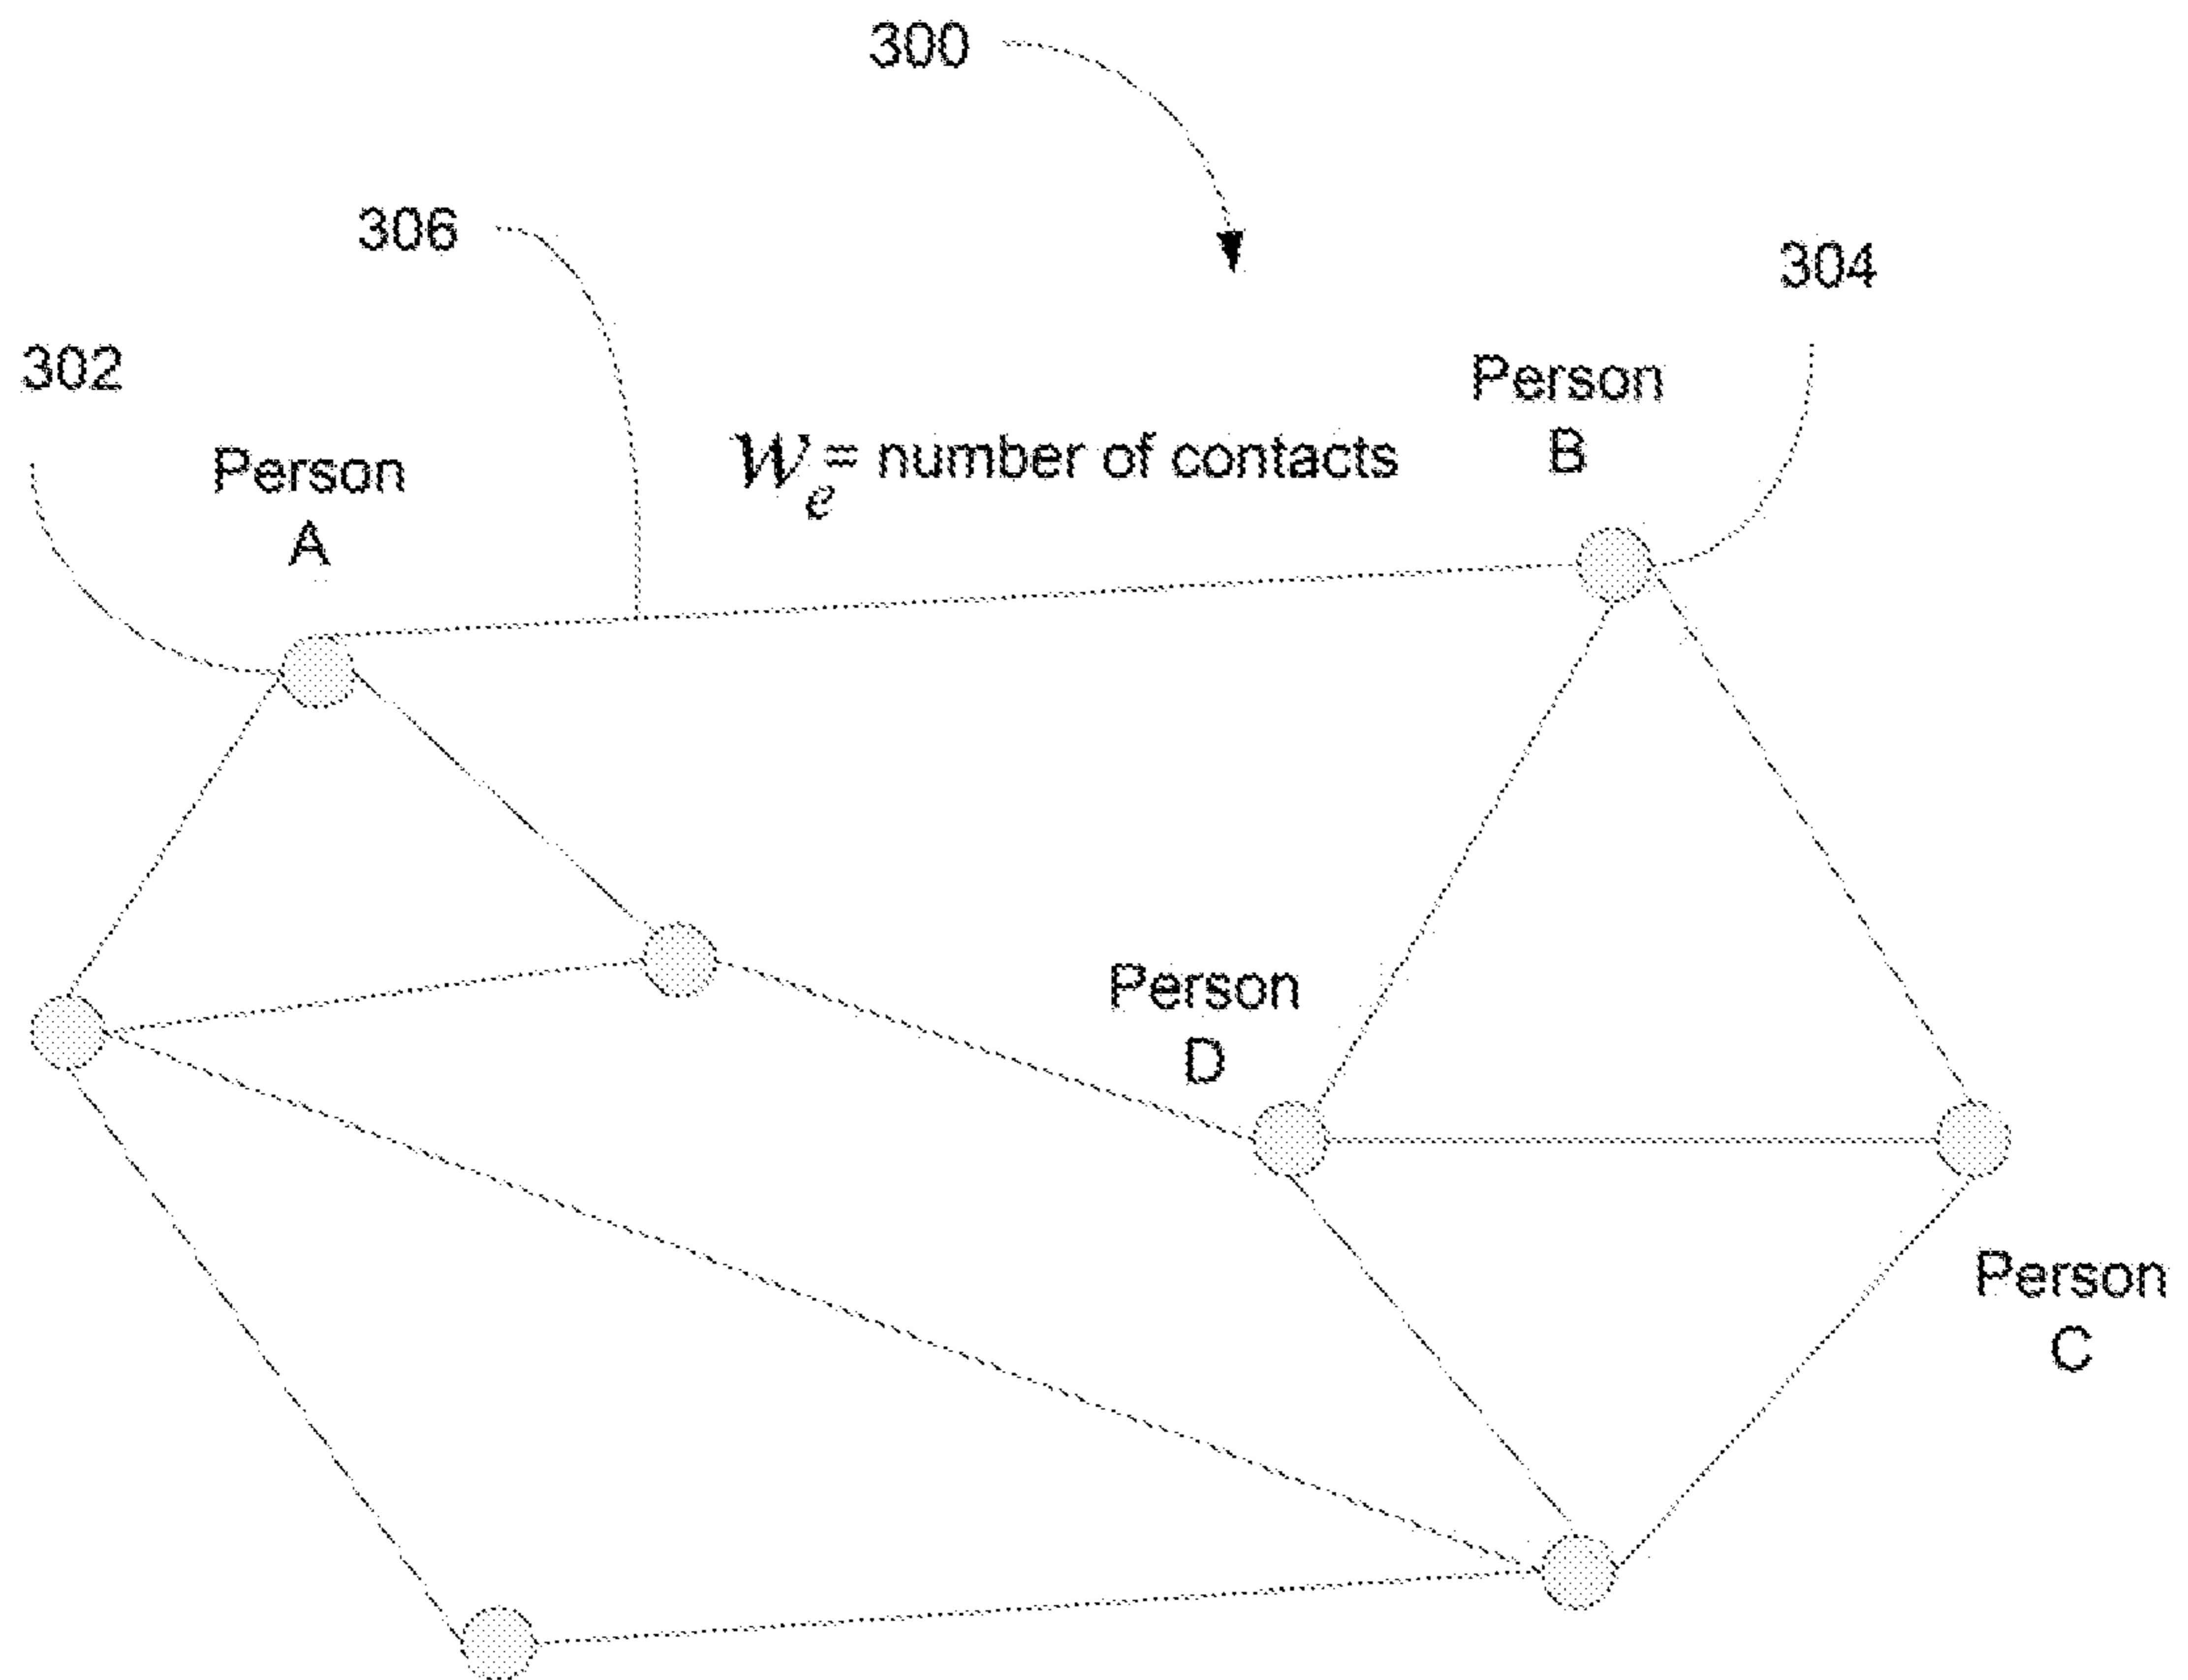 300
306
304
302
Person
B
W_e = number of contacts
Person
A
Person
D
Person
C